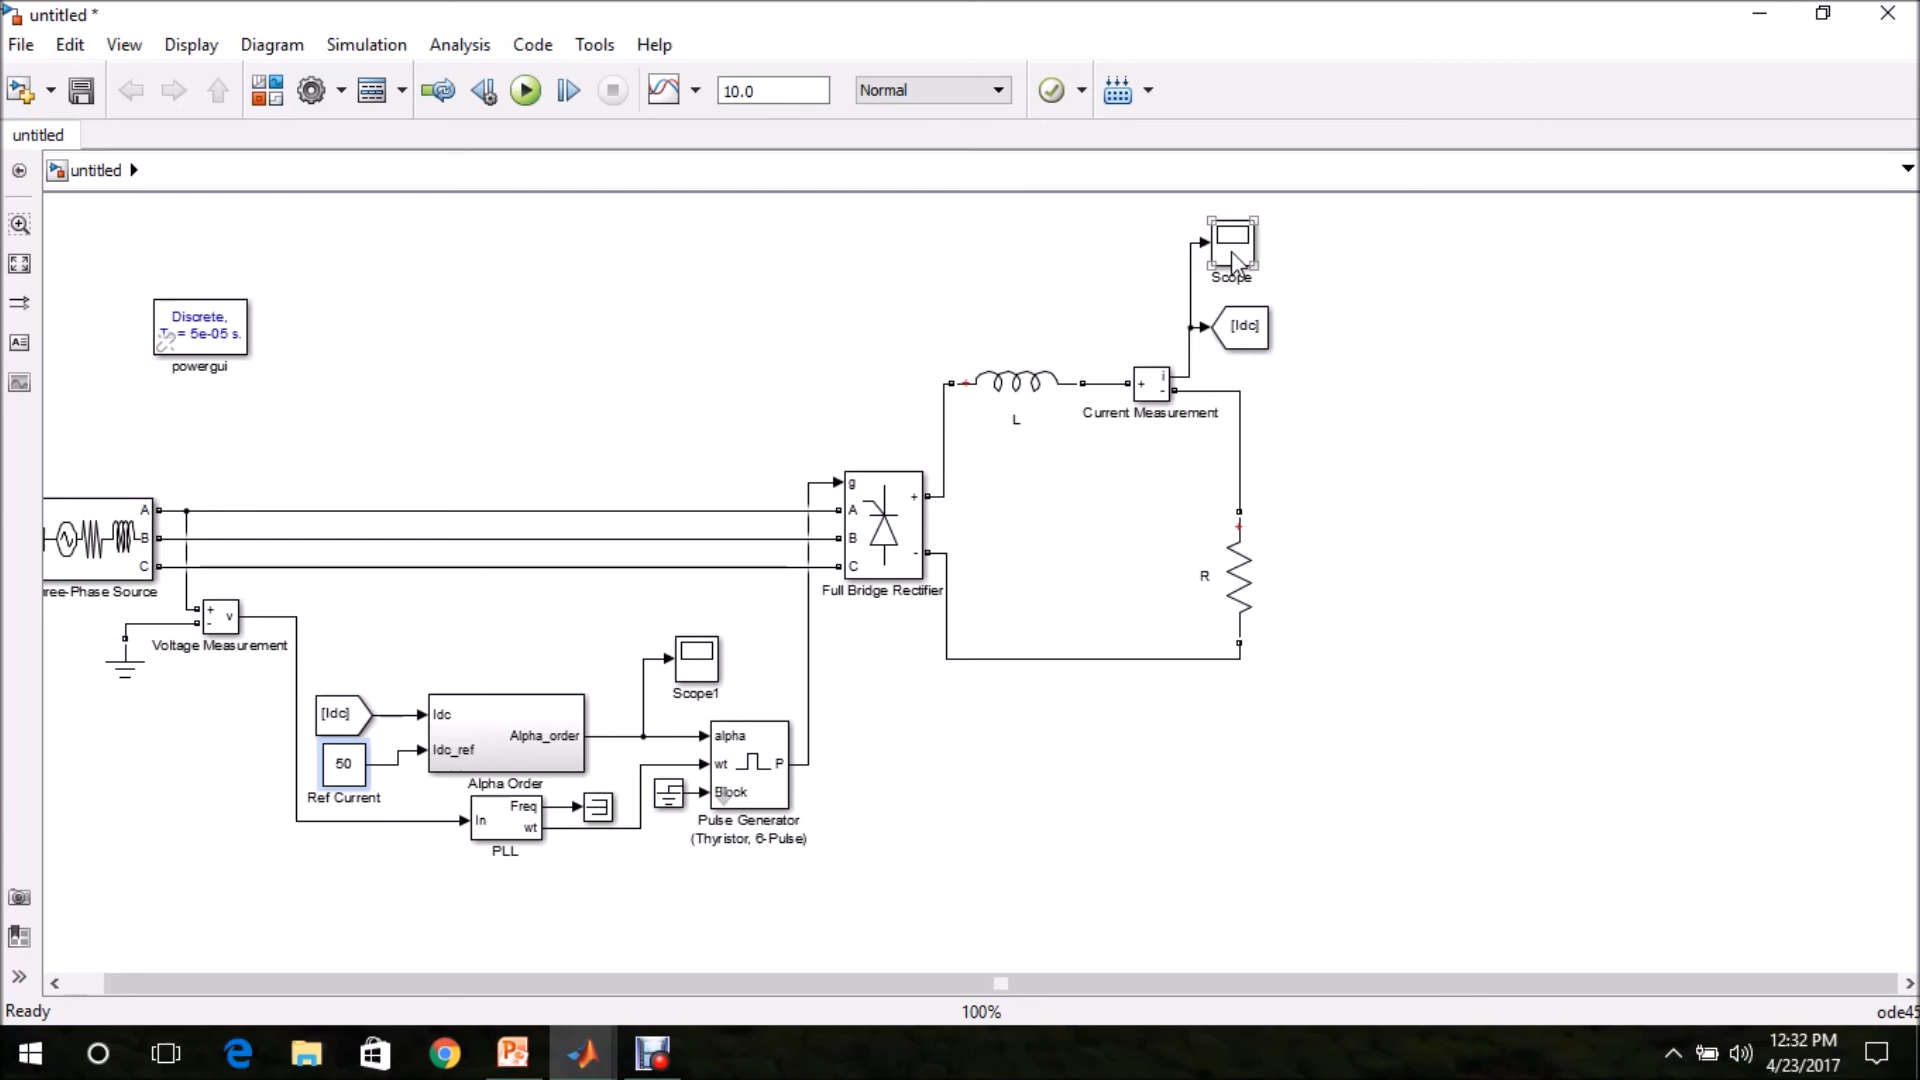 untitled *
File Edit View Display Diagram Simulation Analysis Code Tools Help
10.0
Normal
untitled
untitled
Scope
Discrete,
= 5e-05 s.
powergui
[Idc]
i
+
-
L
Current Measurement
g
A
B
C
+
-
Full Bridge Rectifier
A
B
C
ree-Phase Source
+
-
v
Voltage Measurement
R
Scope1
[Idc]
Idc
Idc_ref
Alpha_order
Alpha Order
50
Ref Current
alpha
wt
Block
P
Pulse Generator
(Thyristor, 6-Pulse)
In
Freq
wt
PLL
Ready
100%
ode45
12:32 PM
4/23/2017